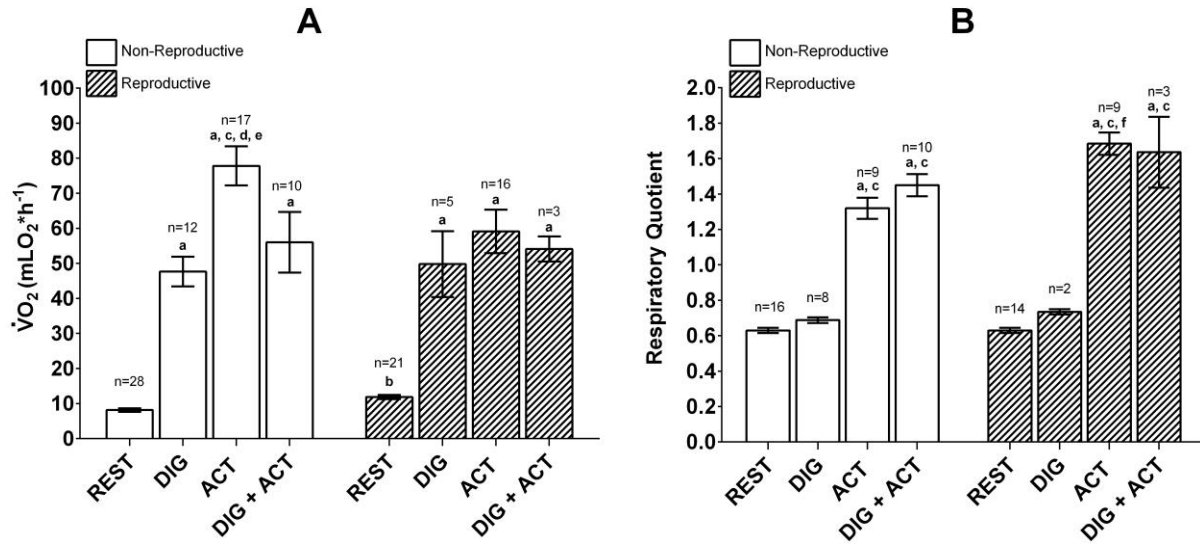 A
Non-Reproductive
Reproductive
V̇O₂ (mLO₂*h⁻¹)
100
90
80
70
60
50
40
30
20
10
0
n=28
n=12
a
n=17
a, c, d, e
n=10
a
n=21
b
n=5
a
n=16
a
n=3
a
REST
DIG
ACT
DIG + ACT
REST
DIG
ACT
DIG + ACT
B
Non-Reproductive
Reproductive
Respiratory Quotient
2.0
1.8
1.6
1.4
1.2
1.0
0.8
0.6
0.4
0.2
0.0
n=16
n=8
n=9
a, c
n=10
a, c
n=14
n=2
n=9
a, c, f
n=3
a, c
REST
DIG
ACT
DIG + ACT
REST
DIG
ACT
DIG + ACT